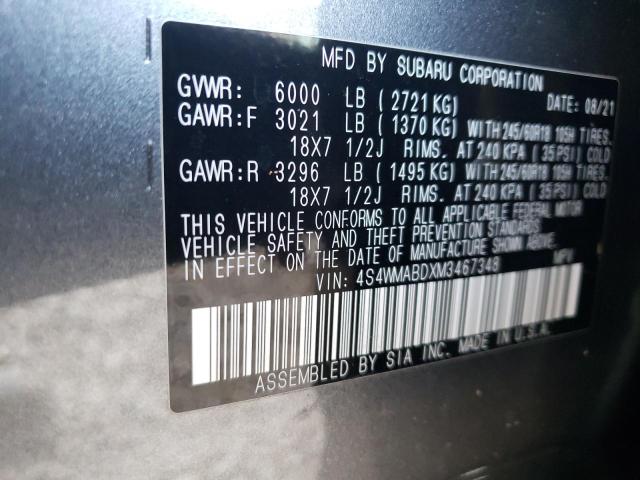 MFD BY SUBARU CORPORATION
GVWR: 6000 LB (2721 KG) DATE: 08/21
GAWR:F 3021 LB (1370 KG) WITH 245/60R18 105H TIRES.
18X7 1/2J RIMS. AT 240 KPA (35 PSI) COLD
GAWR:R 3296 LB (1495 KG) WITH 245/60R18 105H TIRES.
18X7 1/2J RIMS. AT 240 KPA (35 PSI) COLD
THIS VEHICLE CONFORMS TO ALL APPLICABLE FEDERAL MOTOR
VEHICLE SAFETY AND THEFT PREVENTION STANDARDS
IN EFFECT ON THE DATE OF MANUFACTURE SHOWN ABOVE.
VIN: 4S4WMABDXM3467348 MPV
ASSEMBLED BY SIA INC. MADE IN U.S.A.